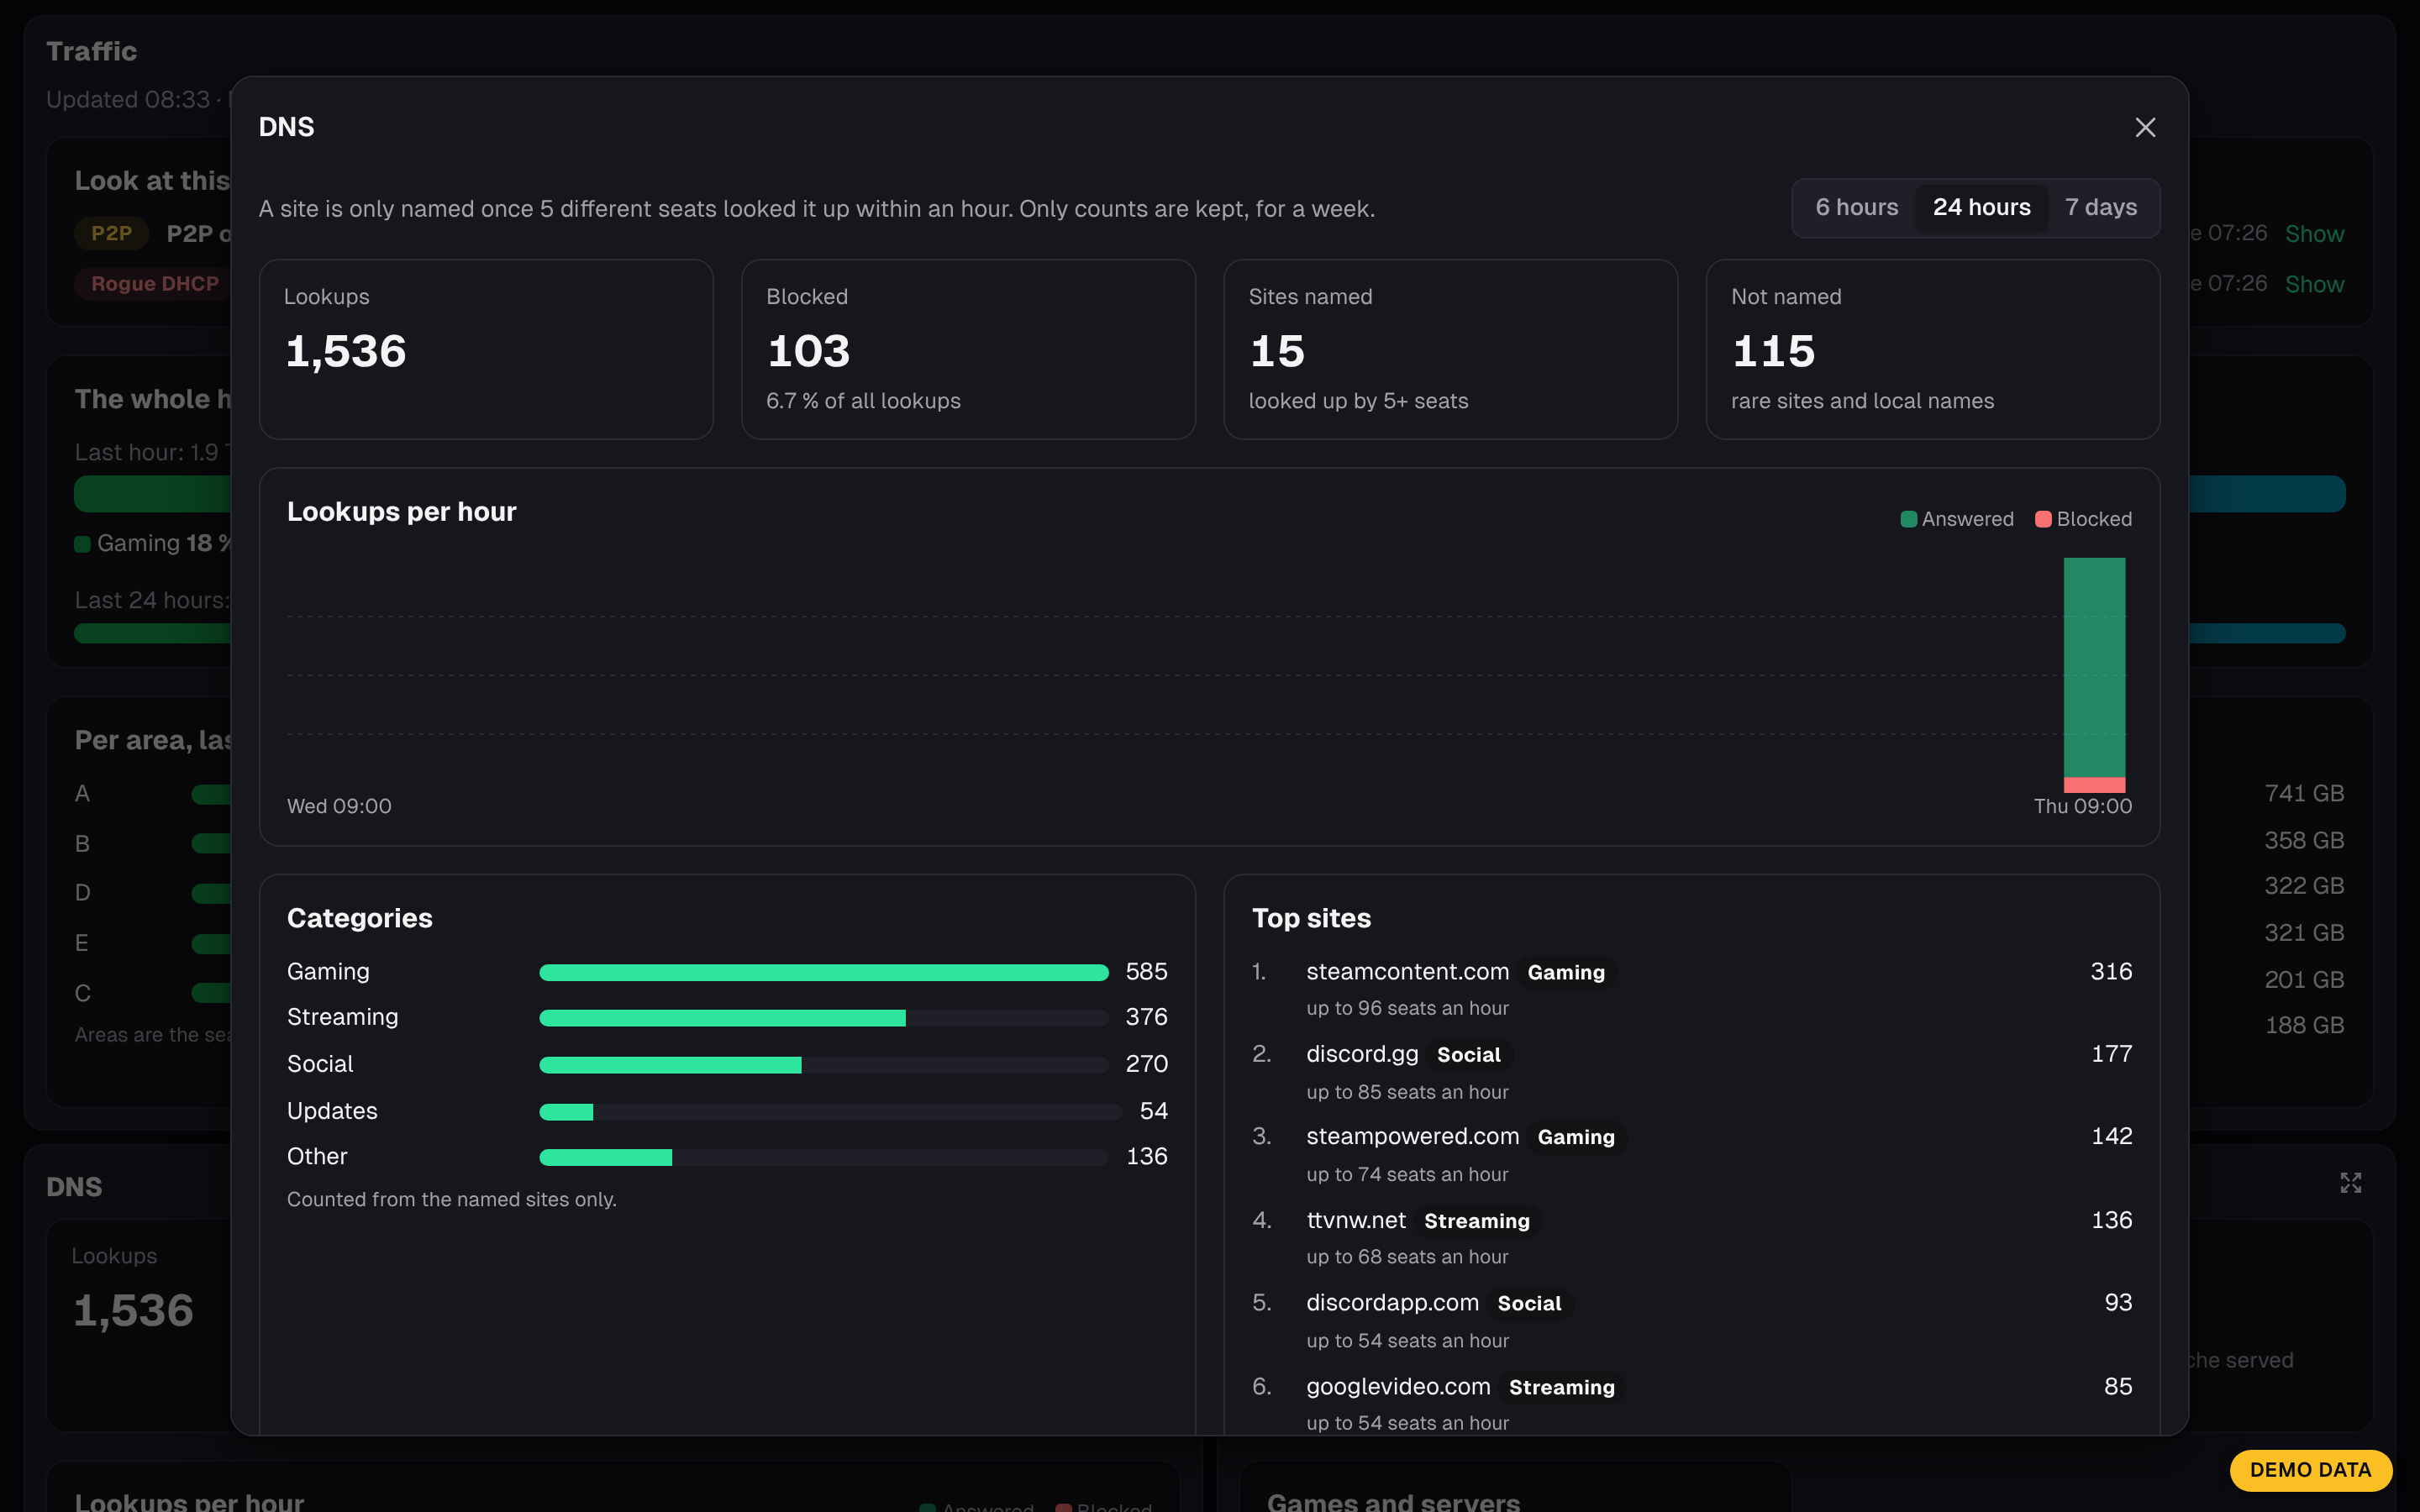 Traffic
Updated 08:33 ·
DNS
A site is only named once 5 different seats looked it up within an hour. Only counts are kept, for a week.
6 hours 24 hours 7 days
Look at this
P2P P2P
07:26 Show
Rogue DHCP
07:26 Show
Lookups
1,536
Blocked
103
6.7 % of all lookups
Sites named
15
looked up by 5+ seats
Not named
115
rare sites and local names
The whole
Last hour: 1.9
Gaming 18 %
Last 24 hours:
Lookups per hour
Answered Blocked
Wed 09:00 Thu 09:00
Per area,
A
B
D
E
C
Areas are the
741 GB
358 GB
322 GB
321 GB
201 GB
188 GB
Categories
Gaming 585
Streaming 376
Social 270
Updates 54
Other 136
Counted from the named sites only.
Top sites
1. steamcontent.com Gaming 316
up to 96 seats an hour
2. discord.gg Social 177
up to 85 seats an hour
3. steampowered.com Gaming 142
up to 74 seats an hour
4. ttvnw.net Streaming 136
up to 68 seats an hour
5. discordapp.com Social 93
up to 54 seats an hour
6. googlevideo.com Streaming 85
up to 54 seats an hour
DNS
Lookups
1,536
served
Lookups per hour
Answered Blocked
Games and servers
DEMO DATA